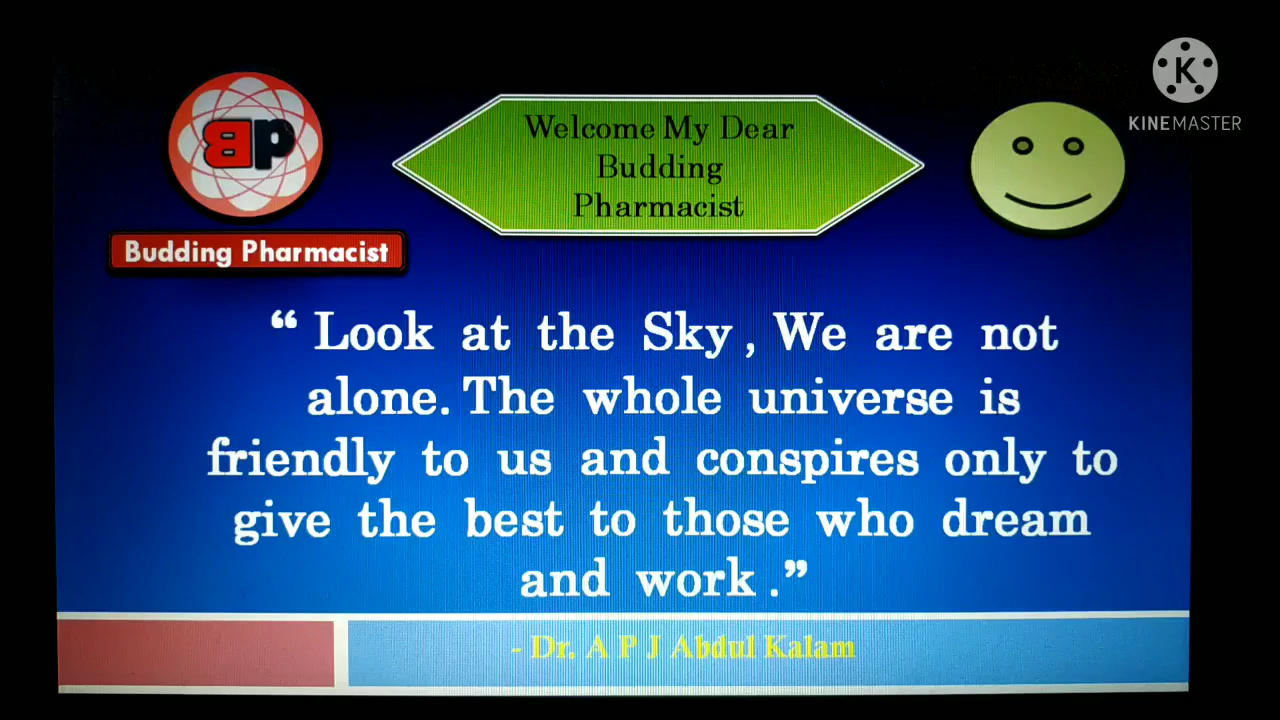 K
KINEMASTER
Bp
Budding Pharmacist
Welcome My Dear
Budding
Pharmacist
“ Look at the Sky , We are not
alone. The whole universe is
friendly to us and conspires only to
give the best to those who dream
and work .”
- Dr. A P J Abdul Kalam